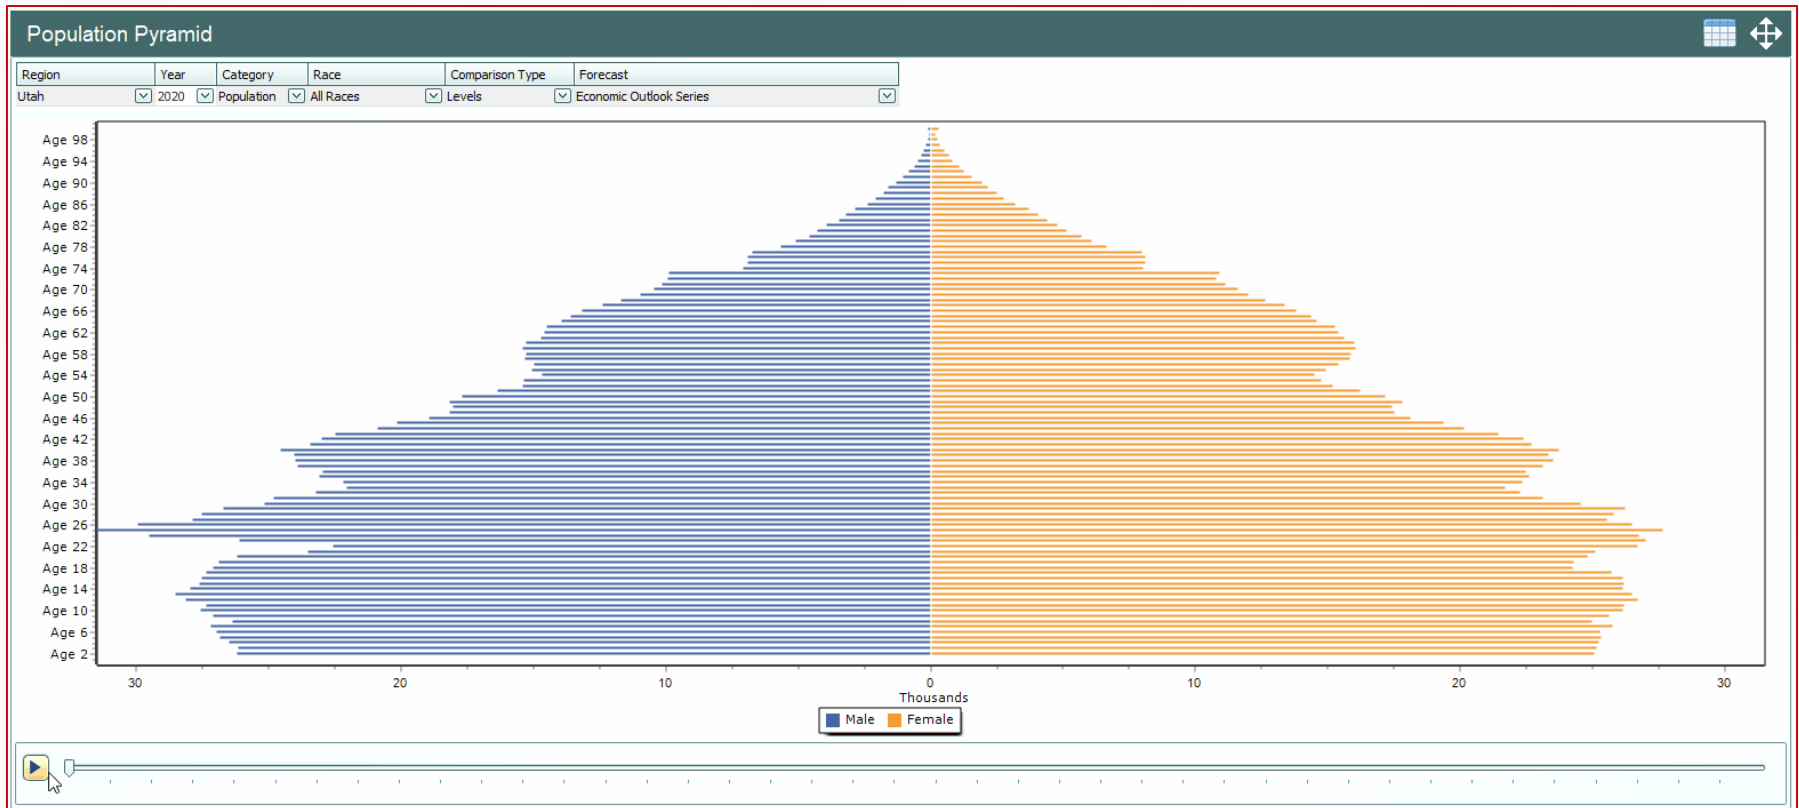 Population Pyramid
Region Year Category Race Comparison Type Forecast
Utah 2020 Population All Races Levels Economic Outlook Series
Age 98
Age 94
Age 90
Age 86
Age 82
Age 78
Age 74
Age 70
Age 66
Age 62
Age 58
Age 54
Age 50
Age 46
Age 42
Age 38
Age 34
Age 30
Age 26
Age 22
Age 18
Age 14
Age 10
Age 6
Age 2
30 20 10 0 10 20 30
Thousands
Male Female